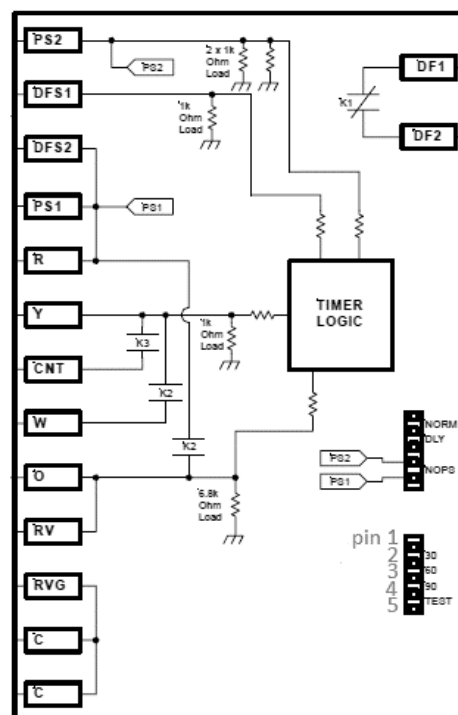 PS2
PS2
2 x 1k
Ohm
Load
DF1
DFS1
1k
Ohm
Load
K1
DFS2
DF2
PS1
PS1
R
TIMER
LOGIC
Y
K3
1k
Ohm
Load
CNT
K2
W
K2
NORM
DLY
PS2
NOPS
PS1
O
6.8k
Ohm
Load
RV
pin 1
2
30
3
60
4
90
5
TEST
RVG
C
C